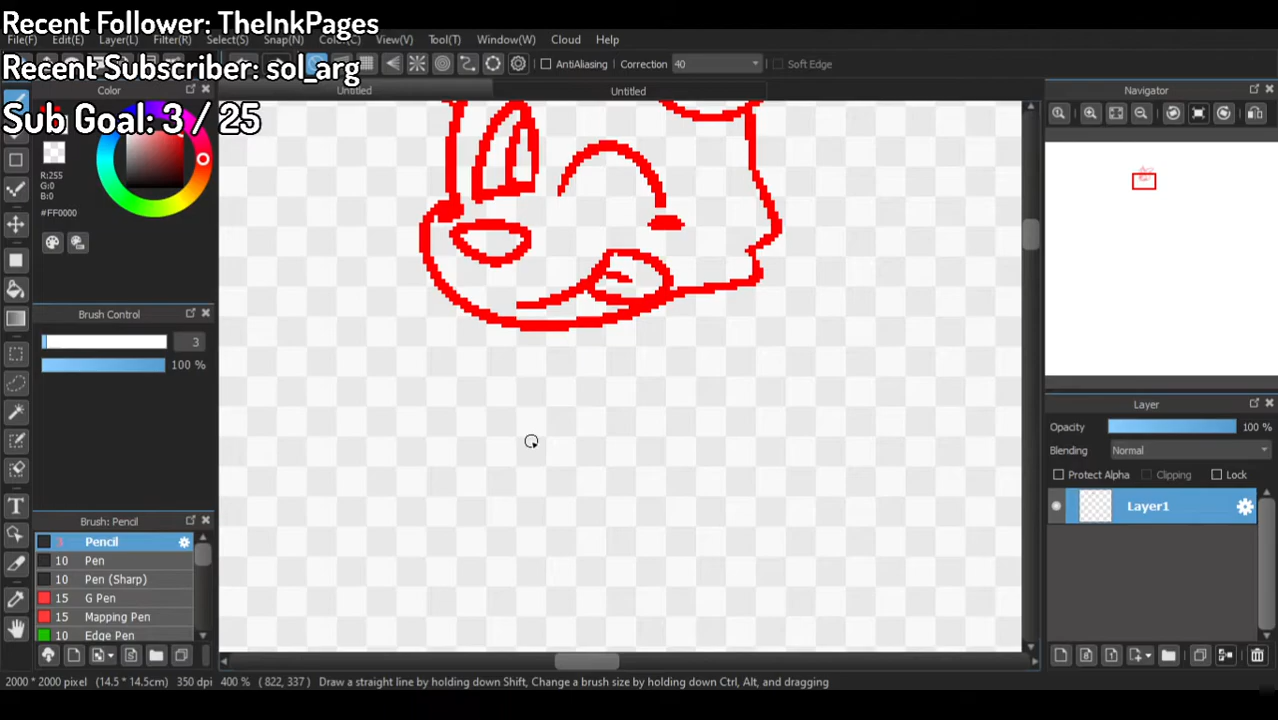 Recent Follower: TheInkPages
File(F) Edit(E) Layer(L) Filter(R) Select(S) Snap(N) Color(C) View(V) Tool(T) Window(W) Cloud Help
Recent Subscriber: sol_arg
AntiAliasing Correction 40 Soft Edge
Color Untitled Untitled Navigator
Sub Goal: 3 / 25
R:255
G:0
B:0
#FF0000
Brush Control
3
100 %
Layer
Opacity 100 %
Blending Normal
Protect Alpha Clipping Lock
Layer1
Brush: Pencil
3 Pencil
10 Pen
10 Pen (Sharp)
15 G Pen
15 Mapping Pen
10 Edge Pen
2000 * 2000 pixel (14.5 * 14.5cm) 350 dpi 400 % ( 822, 337 ) Draw a straight line by holding down Shift, Change a brush size by holding down Ctrl, Alt, and dragging